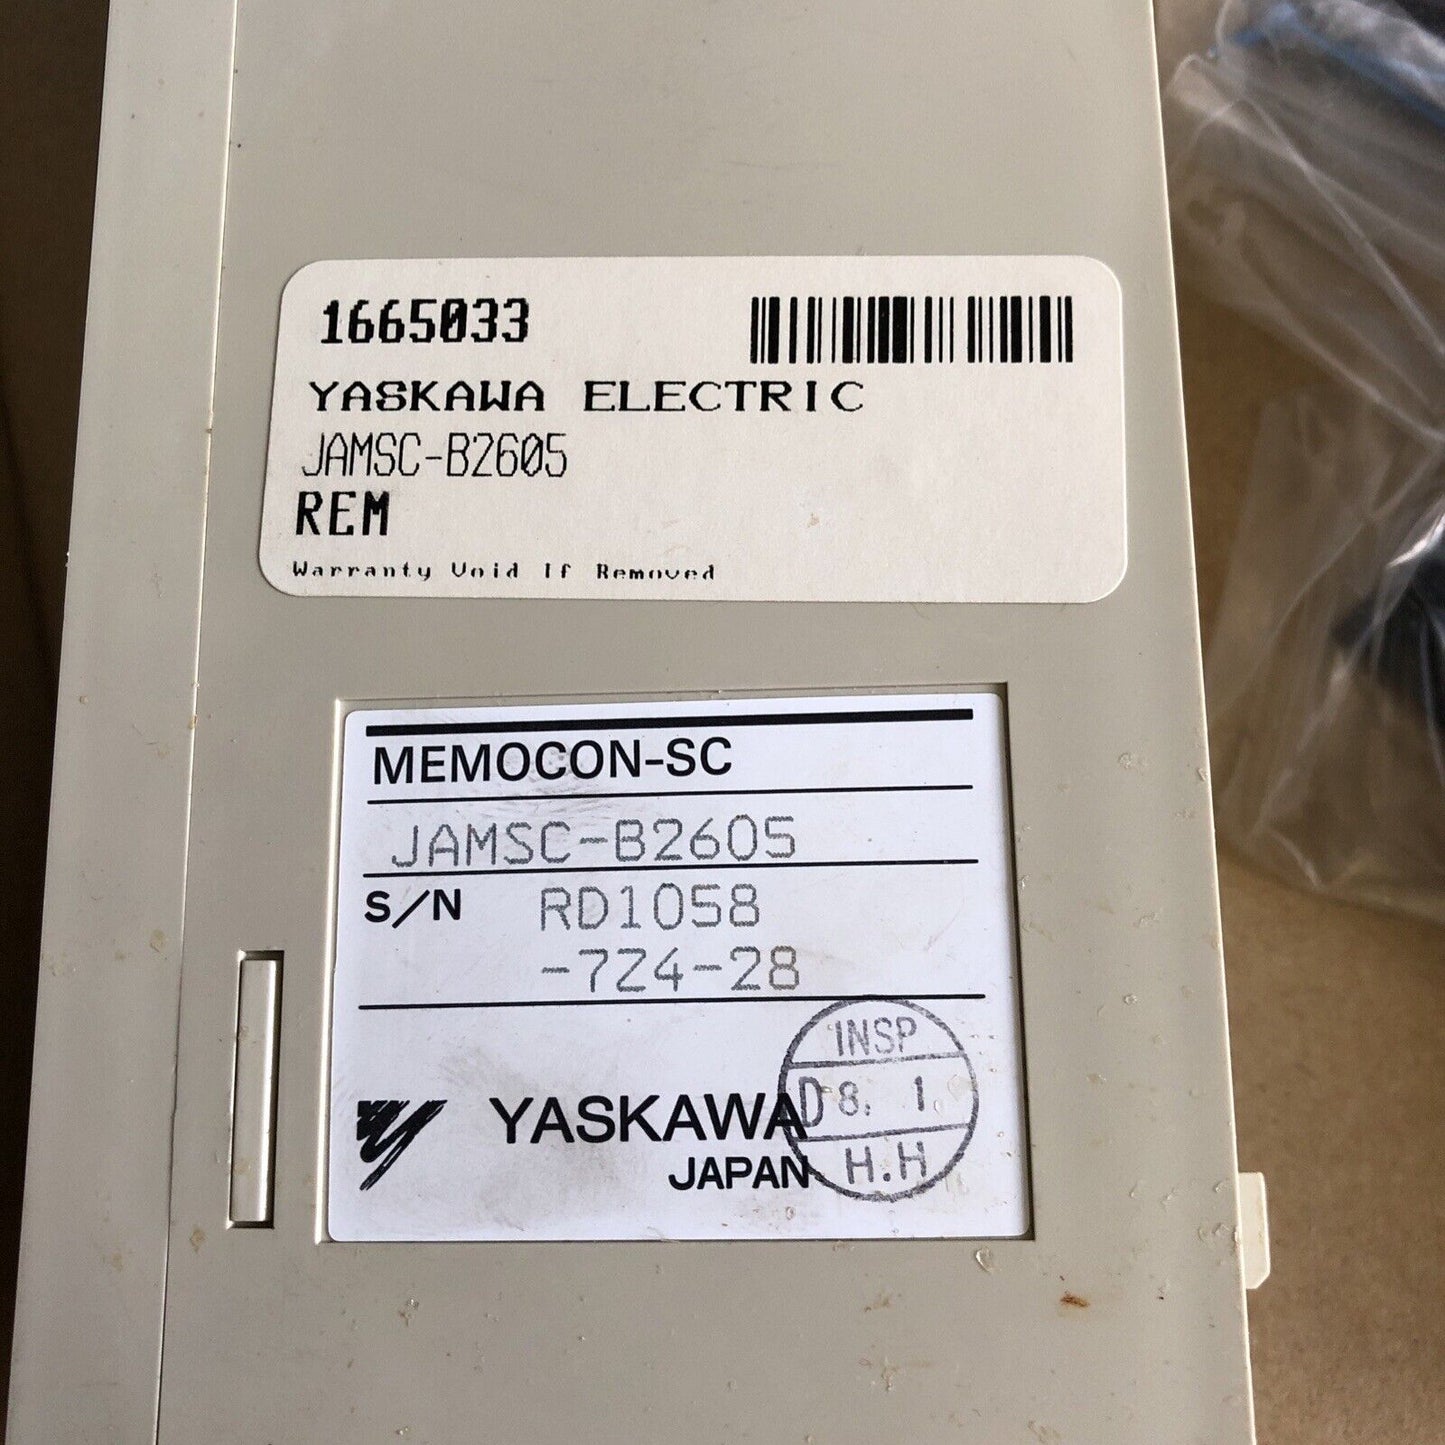 1665033
YASKAWA ELECTRIC
JAMSC-B2605
REM
Warranty Void If Removed
MEMOCON-SC
JAMSC-B2605
S/N RD1058
-7Z4-28
YASKAWA
JAPAN
INSP
D 8. 1.
H.H